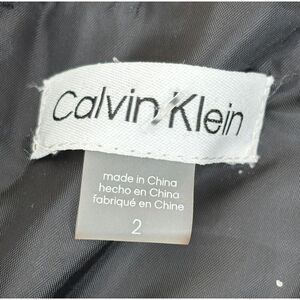 Calvin Klein
made in China
hecho en China
fabriqué en Chine
2